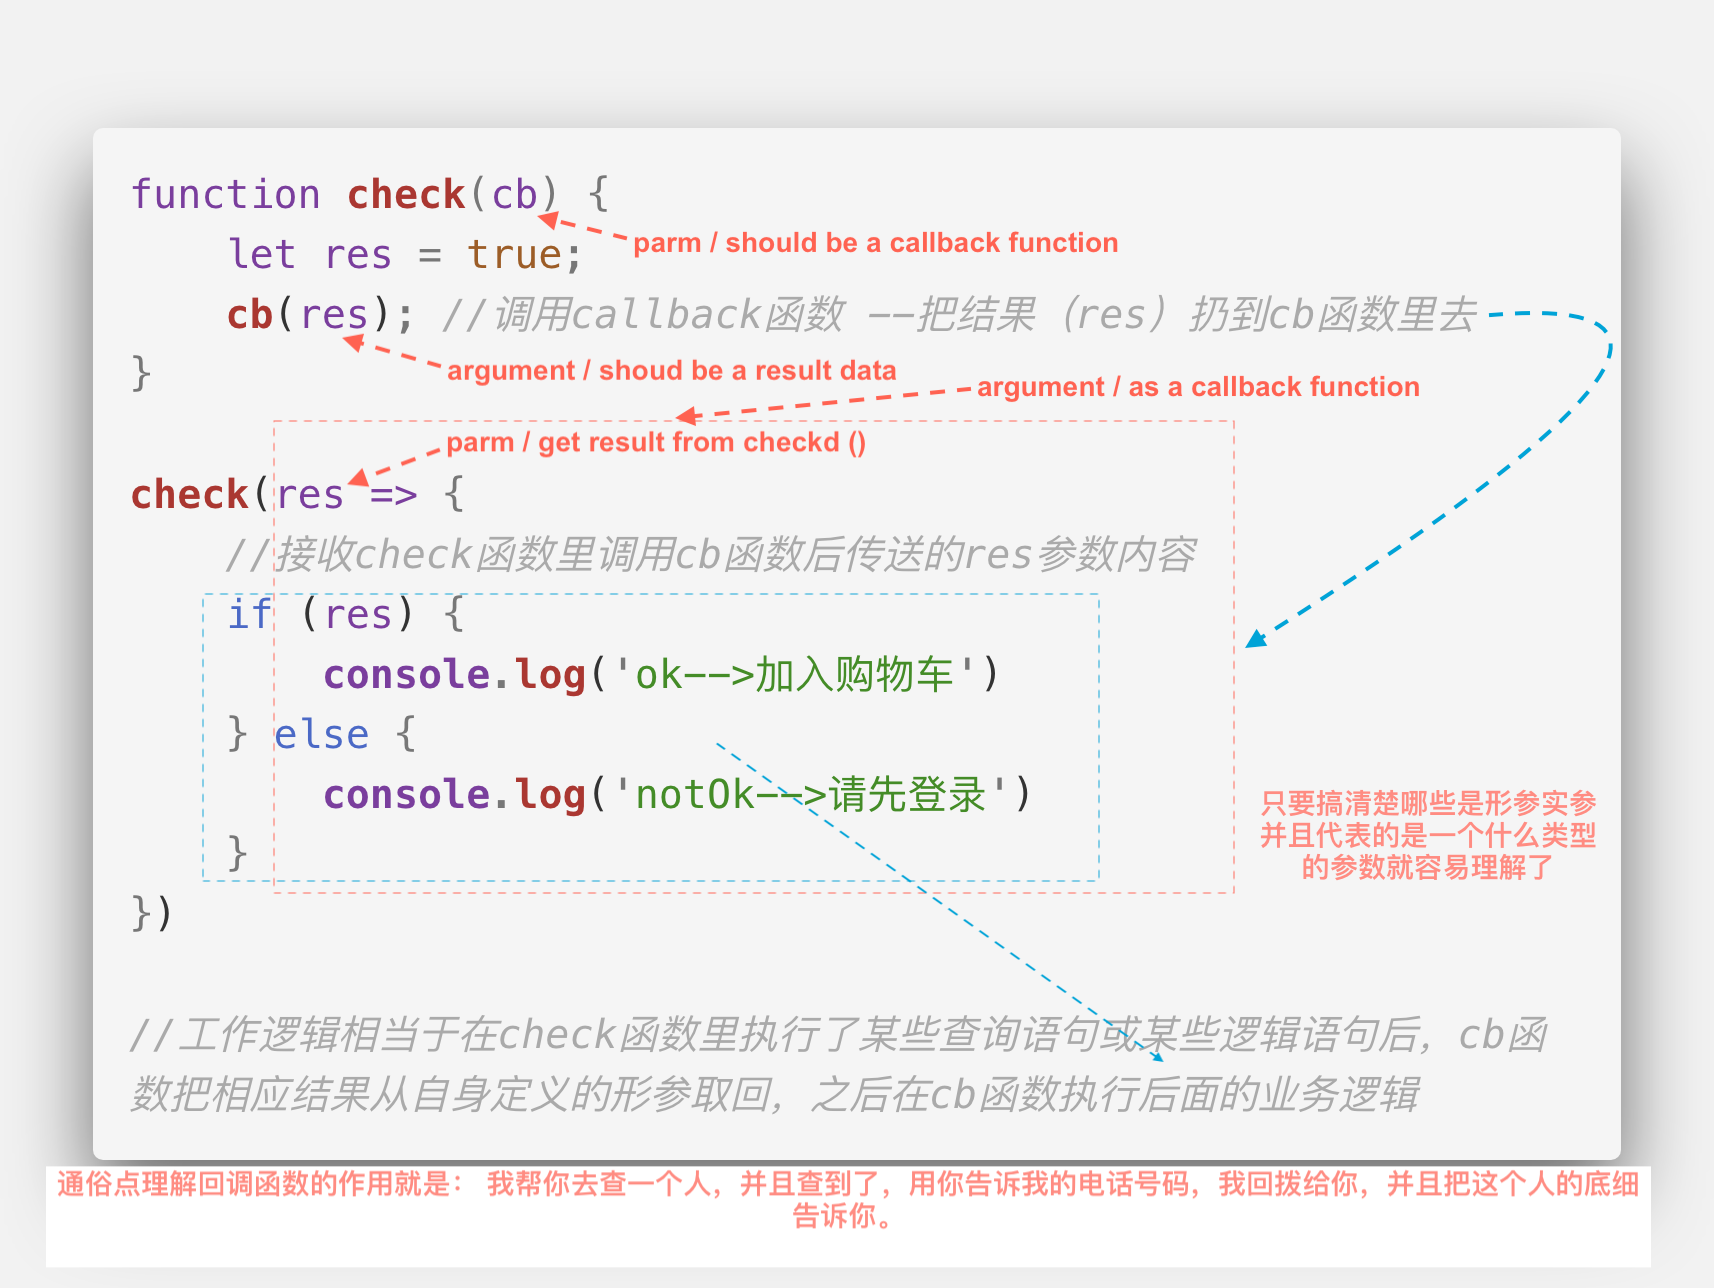 function check(cb) {
parm / should be a callback function
let res = true;
cb(res); //调用callback函数 --把结果（res）扔到cb函数里去
argument / shoud be a result data
}
argument / as a callback function
parm / get result from checkd ()
check(res => {
//接收check函数里调用cb函数后传送的res参数内容
if (res) {
console.log('ok-->加入购物车')
} else {
console.log('notOk-->请先登录')
}
只要搞清楚哪些是形参实参
并且代表的是一个什么类型
的参数就容易理解了
})
//工作逻辑相当于在check函数里执行了某些查询语句或某些逻辑语句后，cb函
数把相应结果从自身定义的形参取回，之后在cb函数执行后面的业务逻辑
通俗点理解回调函数的作用就是： 我帮你去查一个人，并且查到了，用你告诉我的电话号码，我回拨给你，并且把这个人的底细
告诉你。